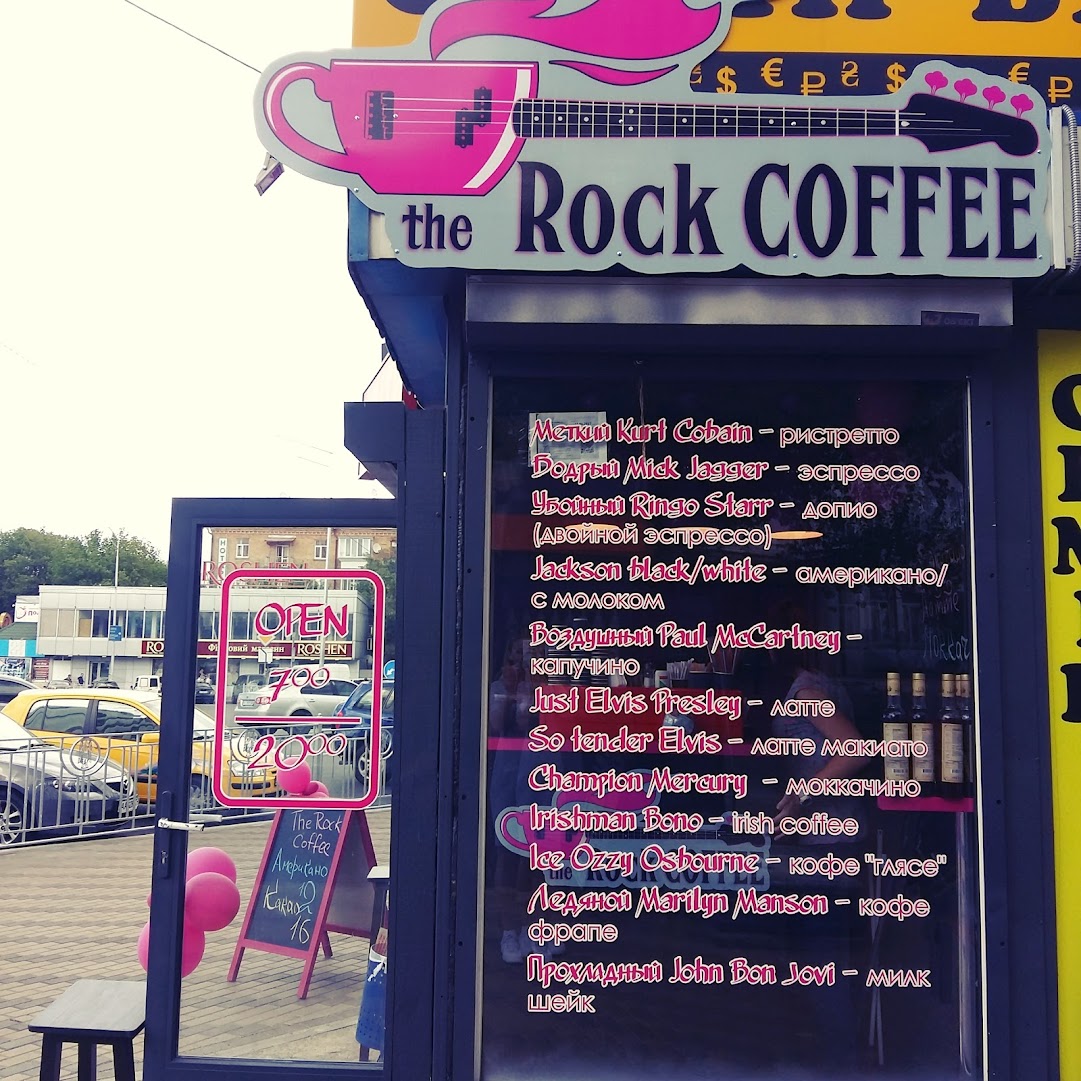 the Rock COFFEE
Меткий Kurt Cobain – ристретто
Бодрый Mick Jagger – эспрессо
Убойный Ringo Starr – допио
(двойной эспрессо)
Jackson black/white – американо/
с молоком
Воздушный Paul McCartney –
капучино
Just Elvis Presley – латте
So tender Elvis – латте макиато
Champion Mercury – моккачино
Irishman Bono – irish coffee
Ice Ozzy Osbourne – кофе "глясе"
Ледяной Marilyn Manson – кофе
фрапе
Прохладный John Bon Jovi – милк
шейк
the Rock COFFEE
OPEN
7 00
20 00
ROSHEN
ROSHEN
The Rock
Coffee
Американо
10
Какао
16
$ € ₽ ₴ $ € ₽